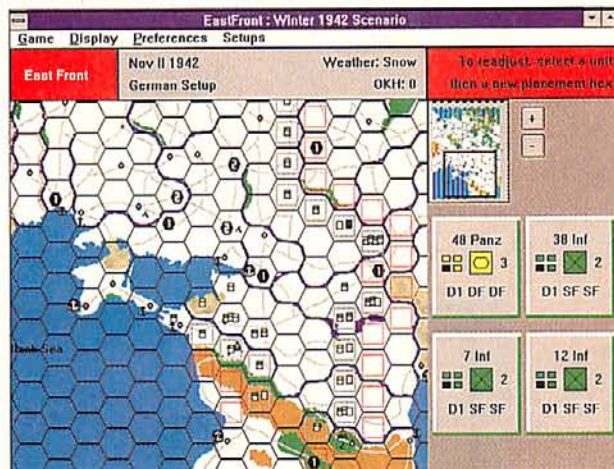 EastFront : Winter 1942 Scenario
Game Display Preferences Setups
East Front
Nov II 1942 Weather: Snow
German Setup OKH: 0
To readjust, select a unit
then a new placement hex
+
-
48 Panz
3
D1 DF DF
38 Inf
2
D1 SF SF
7 Inf
2
D1 SF SF
12 Inf
2
D1 SF SF
Sea